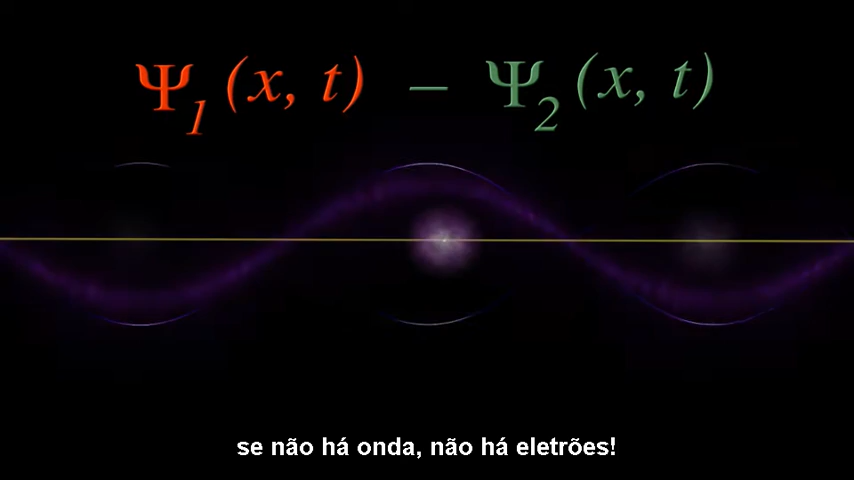 Ψ₁(x, t) – Ψ₂(x, t)
se não há onda, não há eletrões!